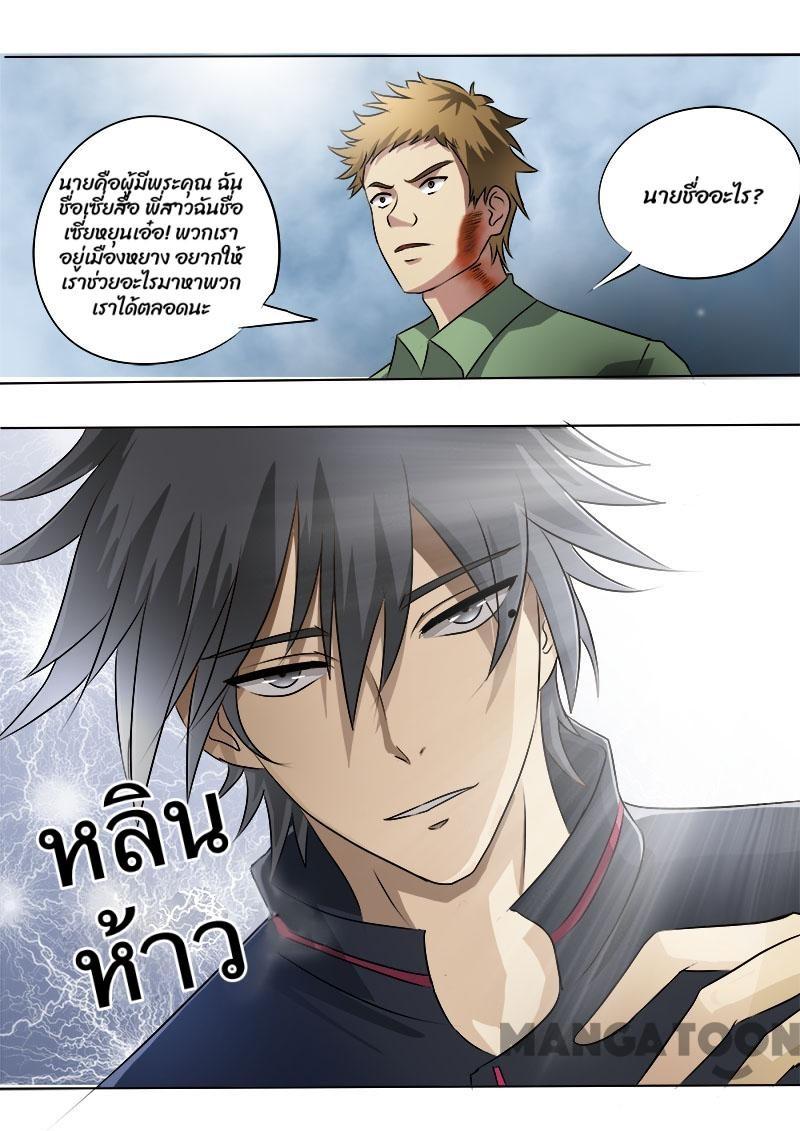 นายคือผู้มีพระคุณ ฉัน
ชื่อเซี่ยสือ พี่สาวฉันชื่อ
เซี่ยหยุนเอ๋อ! พวกเรา
อยู่เมืองหยาง อยากให้
เราช่วยอะไรมาหาพวก
เราได้ตลอดนะ
นายชื่ออะไร?
หลิน
ห้าว
MANGATOON